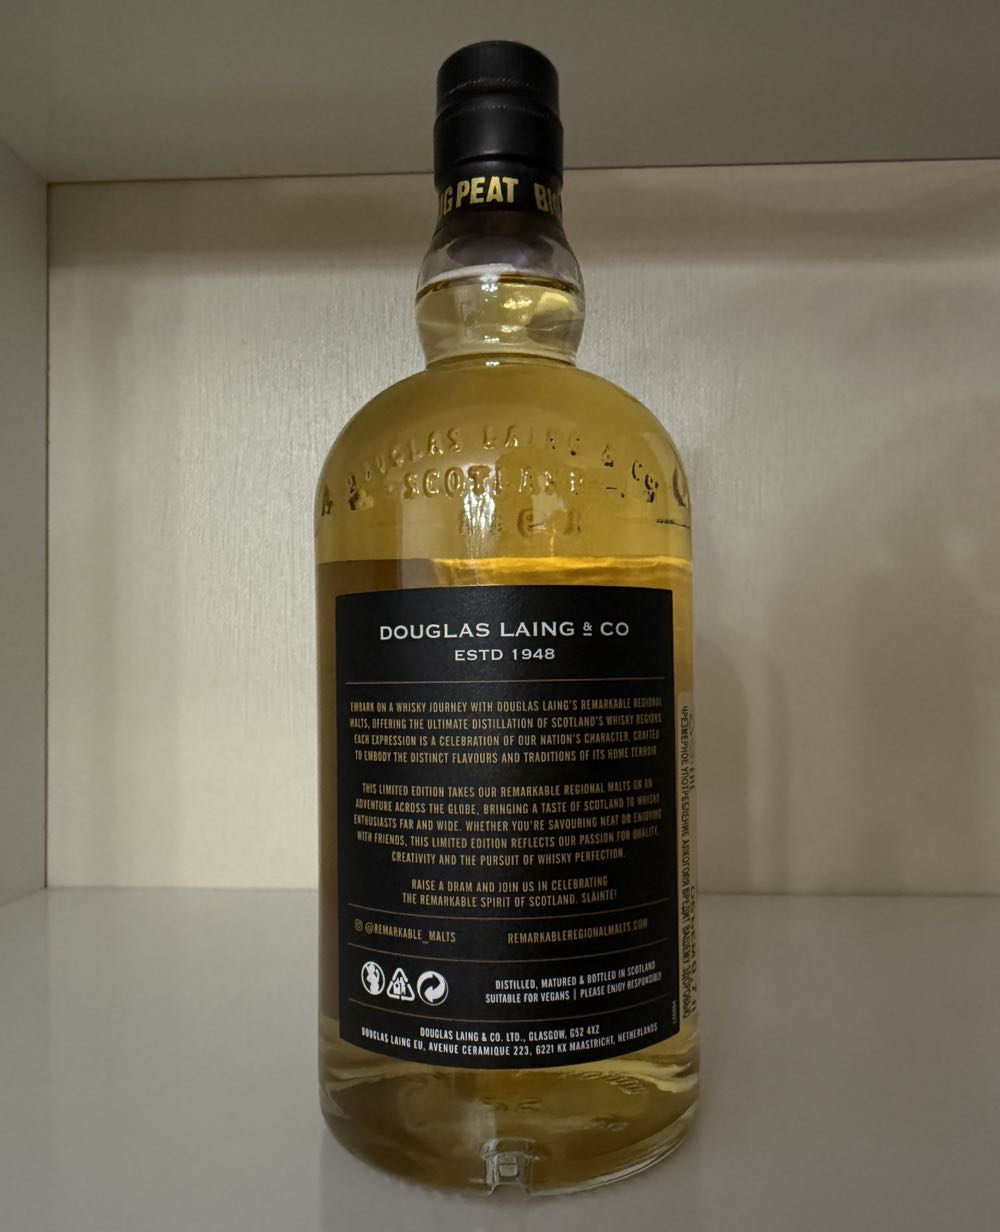 G PEAT BIG
DOUGLAS LAING & CO
SCOTLAND
DOUGLAS LAING & CO
ESTD 1948
EMBARK ON A WHISKY JOURNEY WITH DOUGLAS LAING'S REMARKABLE REGIONAL
MALTS, OFFERING THE ULTIMATE DISTILLATION OF SCOTLAND'S WHISKY REGIONS
EACH EXPRESSION IS A CELEBRATION OF OUR NATION'S CHARACTER, CRAFTED
TO EMBODY THE DISTINCT FLAVOURS AND TRADITIONS OF ITS HOME TERROIR.
THIS LIMITED EDITION TAKES OUR REMARKABLE REGIONAL MALTS ON AN
ADVENTURE ACROSS THE GLOBE, BRINGING A TASTE OF SCOTLAND TO WHISKY
ENTHUSIASTS FAR AND WIDE. WHETHER YOU'RE SAVOURING NEAT OR ENJOYING
WITH FRIENDS, THIS LIMITED EDITION REFLECTS OUR PASSION FOR QUALITY,
CREATIVITY AND THE PURSUIT OF WHISKY PERFECTION.
RAISE A DRAM AND JOIN US IN CELEBRATING
THE REMARKABLE SPIRIT OF SCOTLAND. SLÀINTE!
@REMARKABLE_MALTS REMARKABLEREGIONALMALTS.COM
DISTILLED, MATURED & BOTTLED IN SCOTLAND
SUITABLE FOR VEGANS | PLEASE ENJOY RESPONSIBLY
DOUGLAS LAING & CO. LTD., GLASGOW, G52 4XZ
DOUGLAS LAING EU, AVENUE CERAMIQUE 223, 6221 KX MAASTRICHT, NETHERLANDS
ЧРЕЗМЕРНОЕ УПОТРЕБЛЕНИЕ АЛКОГОЛЯ ВРЕДИТ ВАШЕМУ ЗДОРОВЬЮ